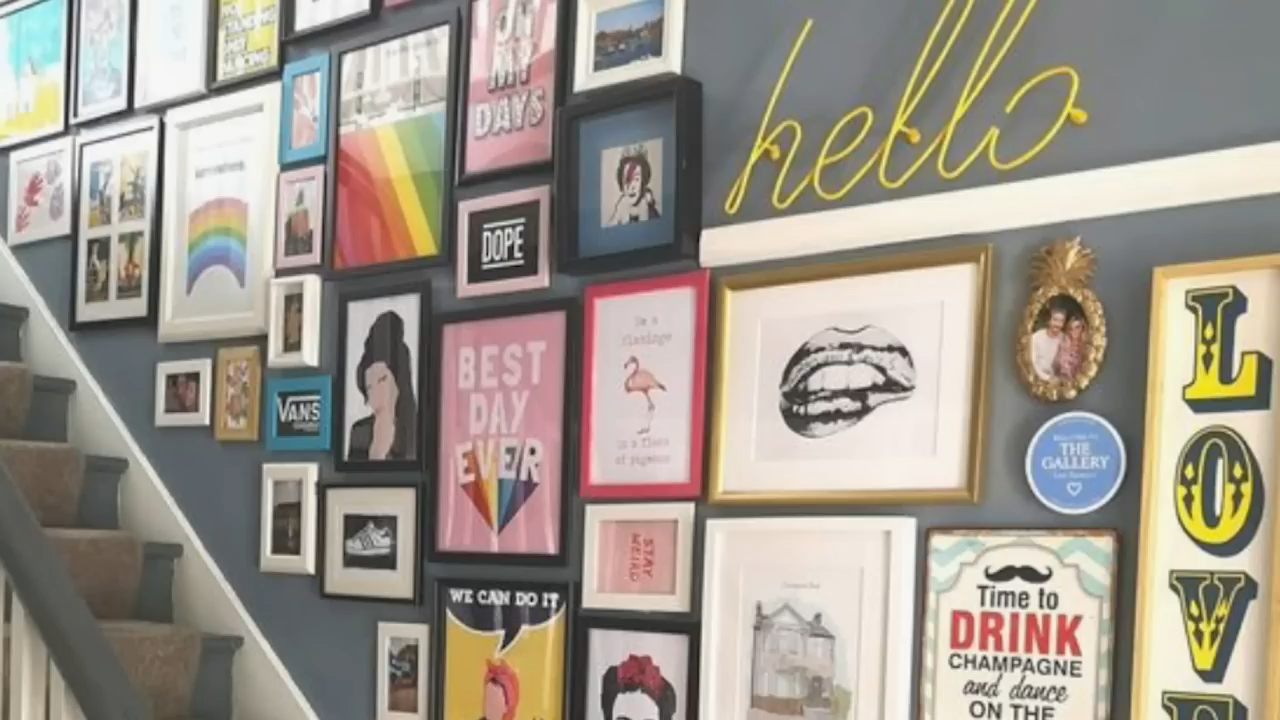 OH
MY
DAYS
hello
DOPE
BEST
DAY
EVER
Be a
flamingo
in a flock
of pigeons
VANS
THE
GALLERY
STAY
WEIRD
WE CAN DO IT
Time to
DRINK
CHAMPAGNE
and dance
ON THE
L
O
V
E